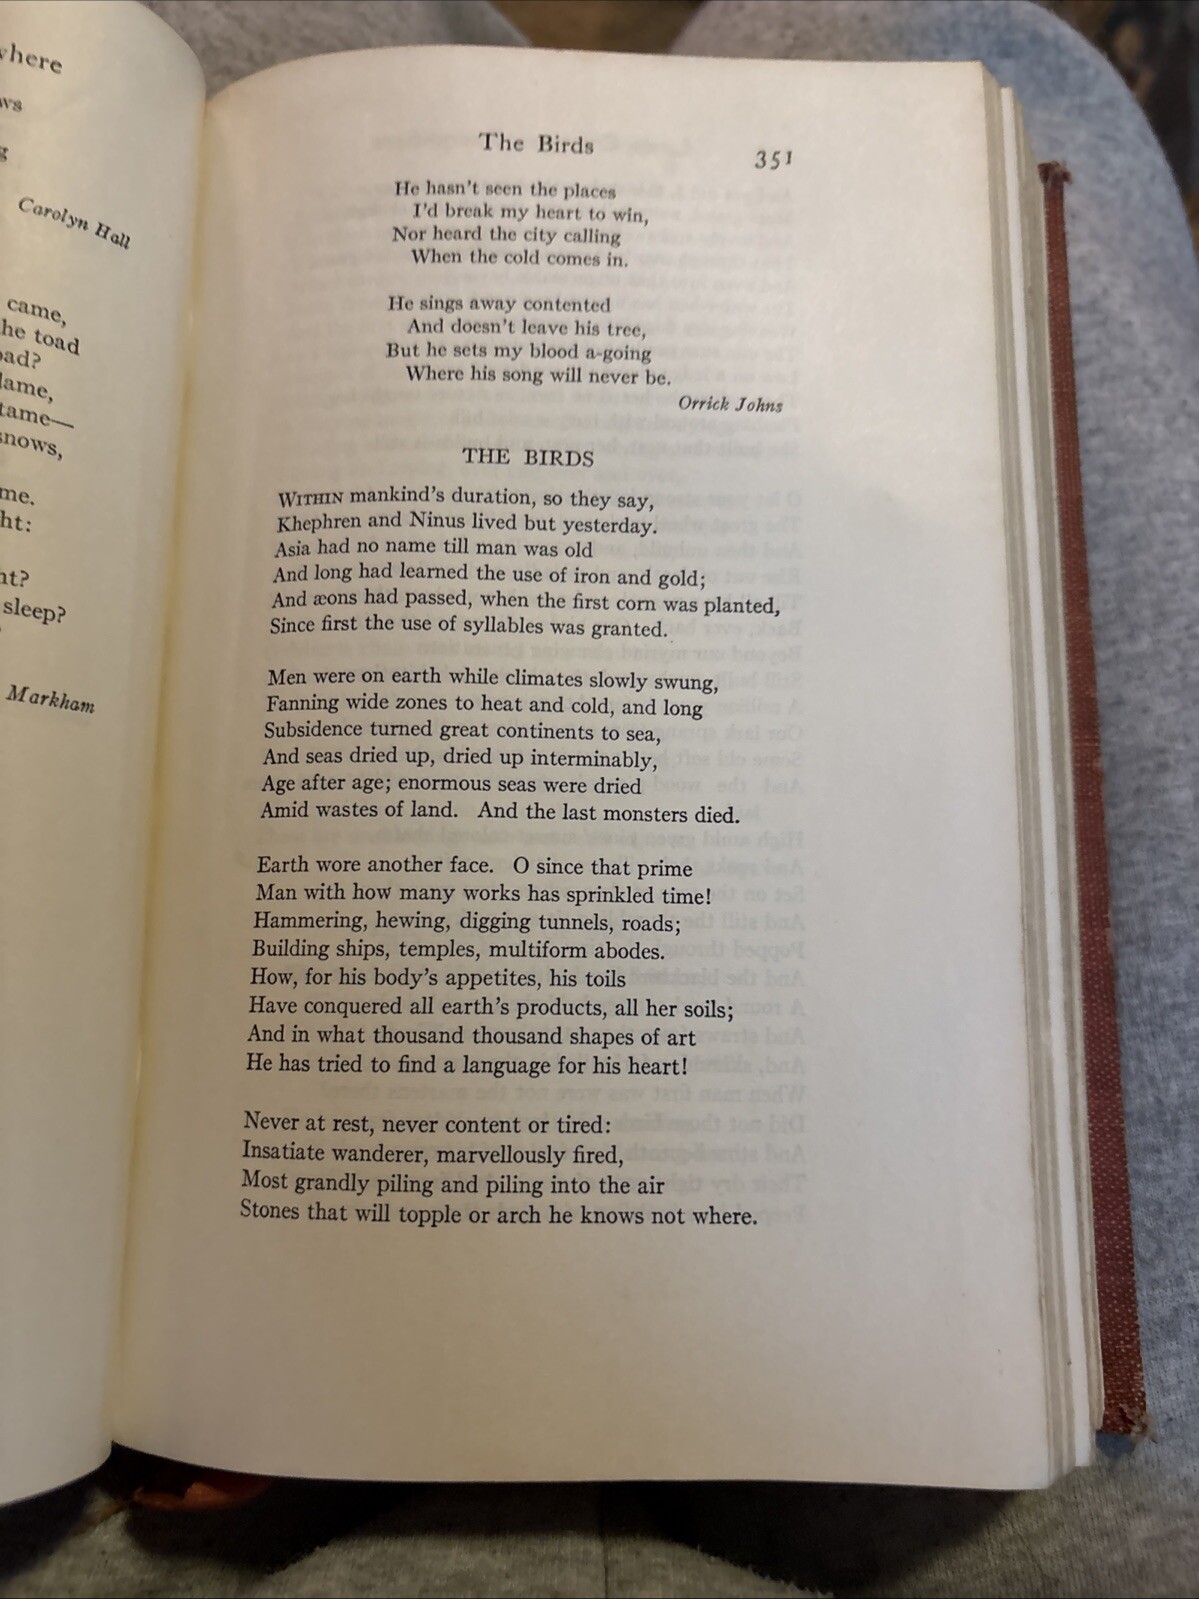 where
ws
g
Carolyn Hall
came,
he toad
oad?
lame,
tame—
snows,
me.
ht:
ht?
sleep?
Markham
The Birds 351
He hasn't seen the places
I'd break my heart to win,
Nor heard the city calling
When the cold comes in.
He sings away contented
And doesn't leave his tree,
But he sets my blood a-going
Where his song will never be.
Orrick Johns
THE BIRDS
WITHIN mankind's duration, so they say,
Khephren and Ninus lived but yesterday.
Asia had no name till man was old
And long had learned the use of iron and gold;
And æons had passed, when the first corn was planted,
Since first the use of syllables was granted.
Men were on earth while climates slowly swung,
Fanning wide zones to heat and cold, and long
Subsidence turned great continents to sea,
And seas dried up, dried up interminably,
Age after age; enormous seas were dried
Amid wastes of land. And the last monsters died.
Earth wore another face. O since that prime
Man with how many works has sprinkled time!
Hammering, hewing, digging tunnels, roads;
Building ships, temples, multiform abodes.
How, for his body's appetites, his toils
Have conquered all earth's products, all her soils;
And in what thousand thousand shapes of art
He has tried to find a language for his heart!
Never at rest, never content or tired:
Insatiate wanderer, marvellously fired,
Most grandly piling and piling into the air
Stones that will topple or arch he knows not where.